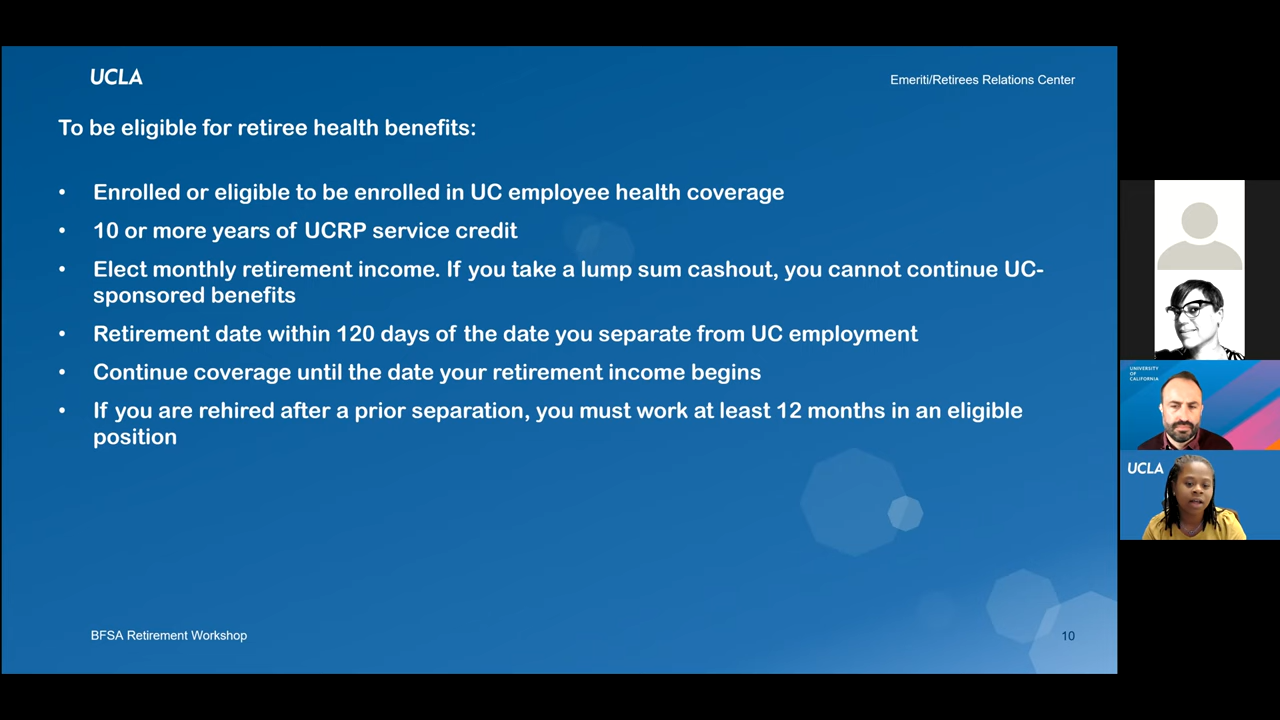 UCLA
Emeriti/Retirees Relations Center
To be eligible for retiree health benefits:
• Enrolled or eligible to be enrolled in UC employee health coverage
• 10 or more years of UCRP service credit
• Elect monthly retirement income. If you take a lump sum cashout, you cannot continue UC-
sponsored benefits
• Retirement date within 120 days of the date you separate from UC employment
• Continue coverage until the date your retirement income begins
• If you are rehired after a prior separation, you must work at least 12 months in an eligible
position
BFSA Retirement Workshop
10
UNIVERSITY
OF
CALIFORNIA
UCLA